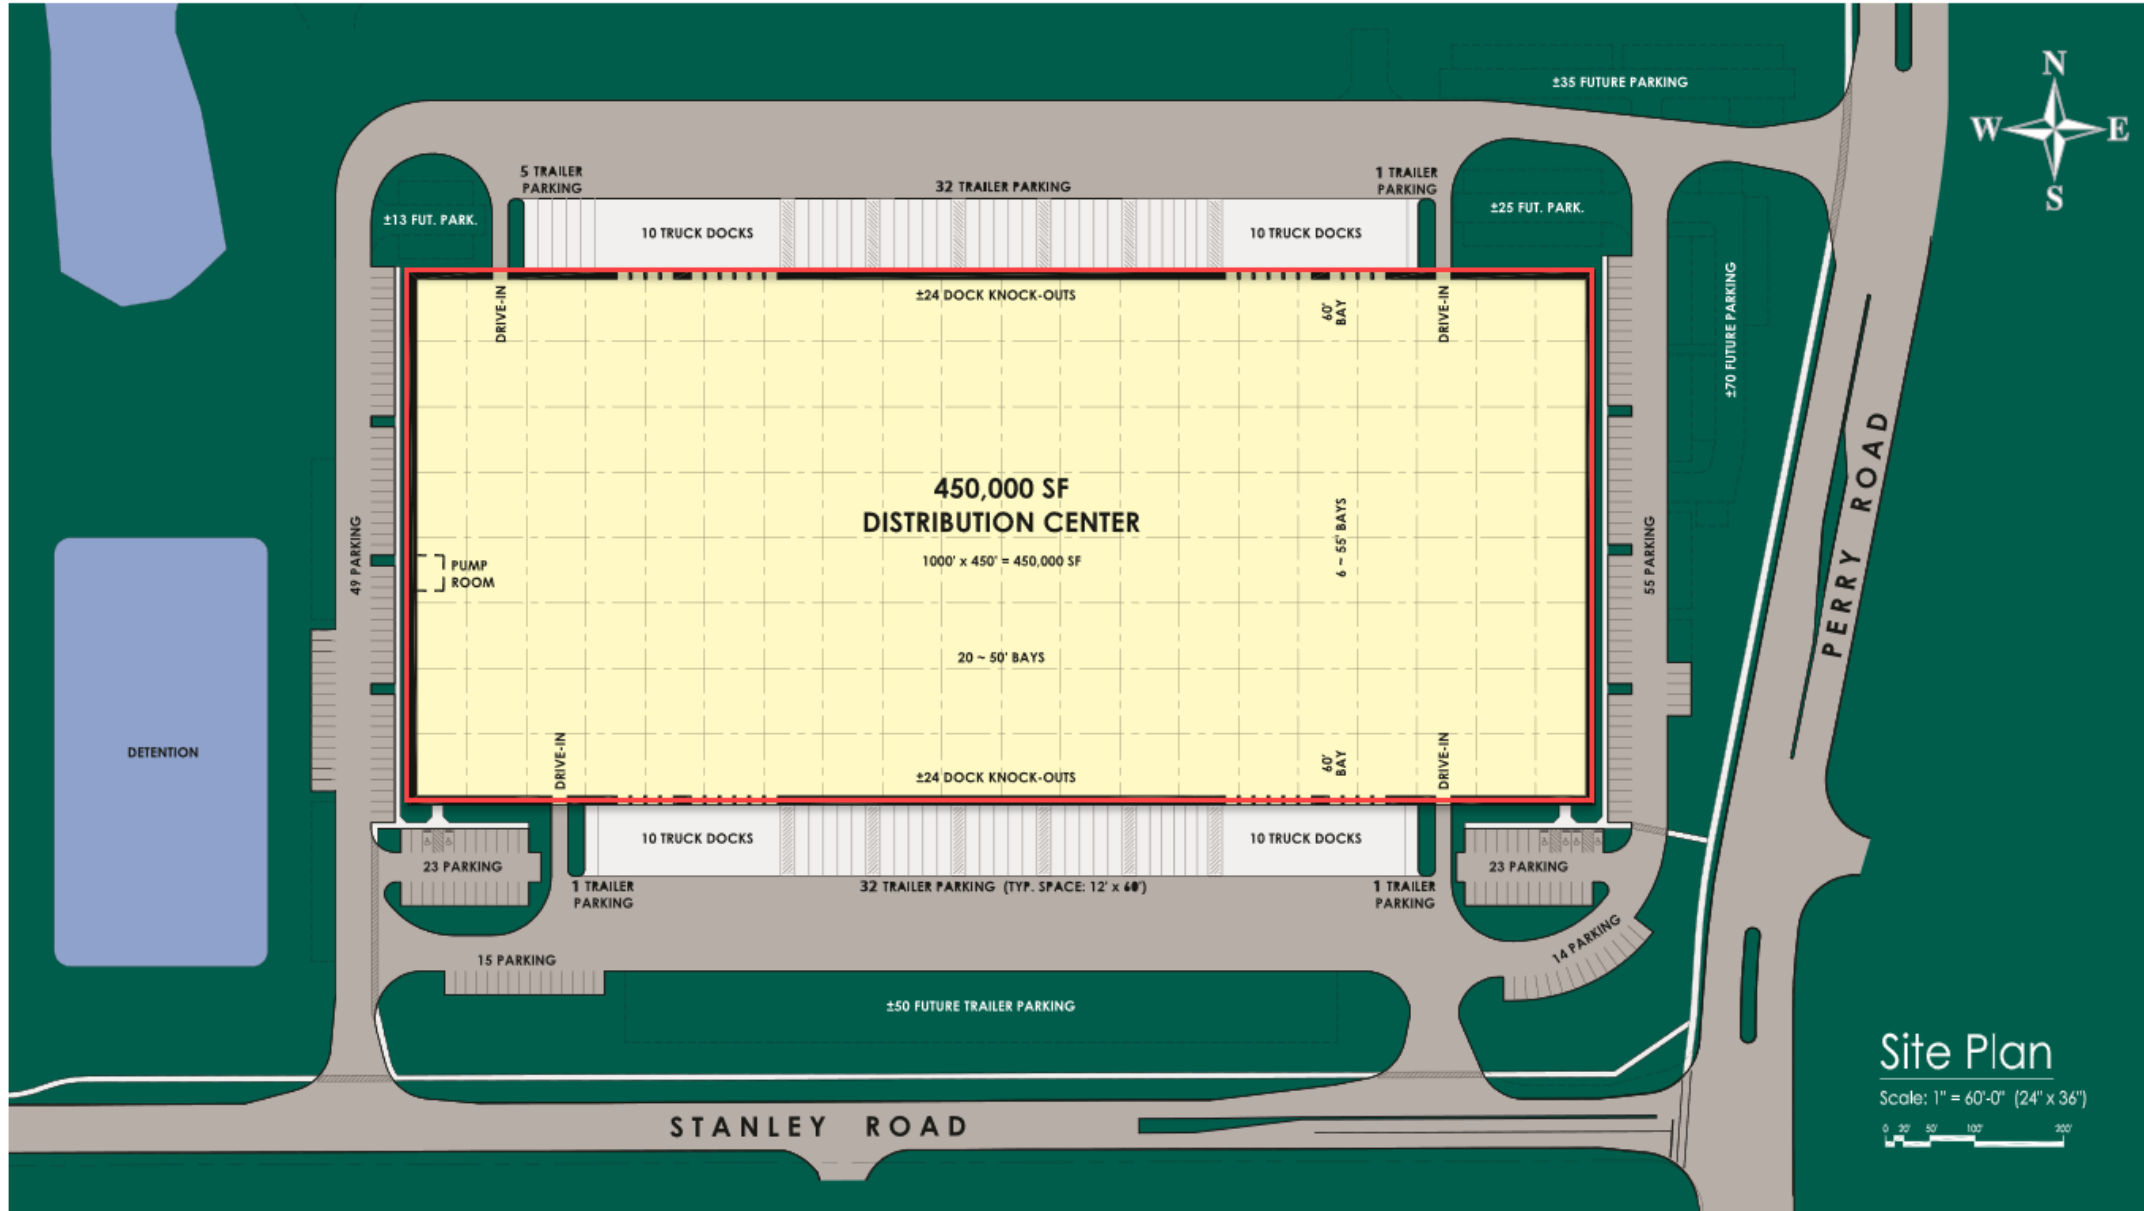 ±35 FUTURE PARKING
N
W
E
S
5 TRAILER
PARKING
32 TRAILER PARKING
1 TRAILER
PARKING
±13 FUT. PARK.
10 TRUCK DOCKS
10 TRUCK DOCKS
±25 FUT. PARK.
DRIVE-IN
±24 DOCK KNOCK-OUTS
60'
BAY
DRIVE-IN
±70 FUTURE PARKING
450,000 SF
DISTRIBUTION CENTER
1000' x 450' = 450,000 SF
6 ~ 55' BAYS
49 PARKING
PUMP
ROOM
55 PARKING
PERRY ROAD
20 ~ 50' BAYS
DETENTION
DRIVE-IN
±24 DOCK KNOCK-OUTS
60'
BAY
DRIVE-IN
10 TRUCK DOCKS
10 TRUCK DOCKS
23 PARKING
23 PARKING
1 TRAILER
PARKING
32 TRAILER PARKING (TYP. SPACE: 12' x 60')
1 TRAILER
PARKING
15 PARKING
14 PARKING
±50 FUTURE TRAILER PARKING
Site Plan
Scale: 1" = 60'-0" (24" x 36")
0 20' 50' 100' 200'
STANLEY ROAD